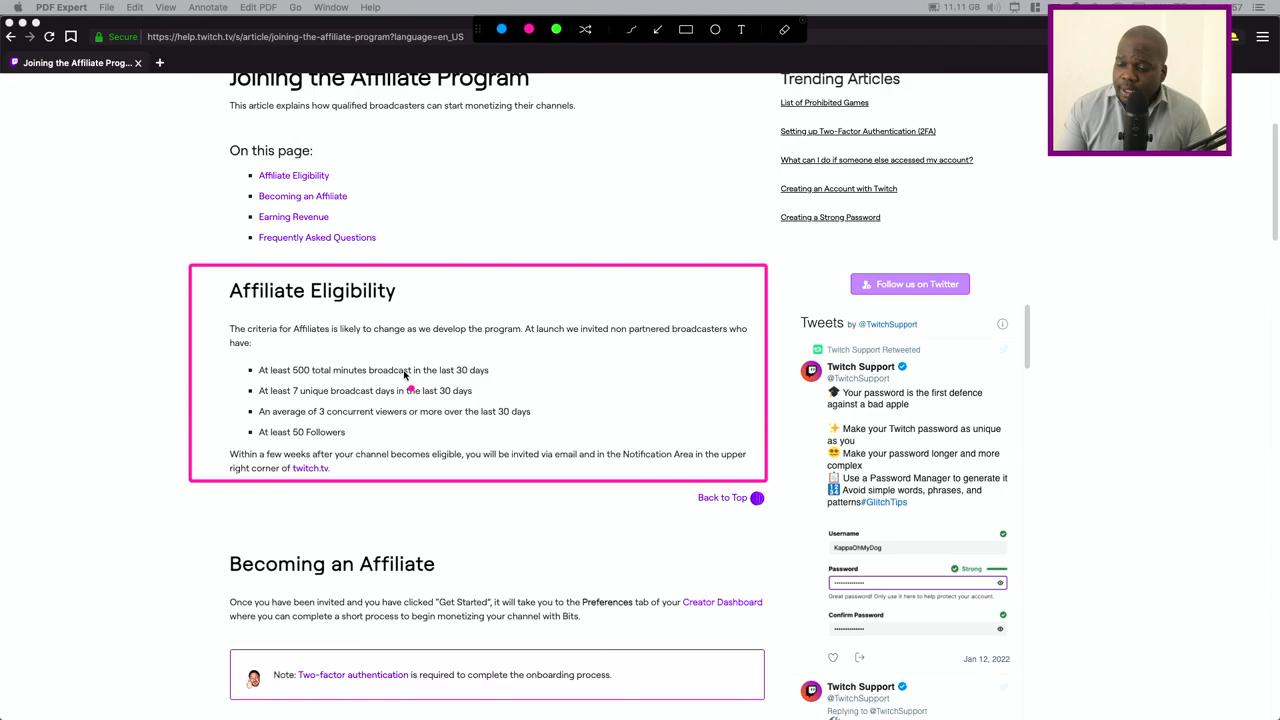 PDF Expert File Edit View Annotate Edit PDF Go Window Help
11.11 GB
Secure https://help.twitch.tv/s/article/joining-the-affiliate-program?language=en_US
T
Joining the Affiliate Prog...
Joining the Affiliate Program
This article explains how qualified broadcasters can start monetizing their channels.
On this page:
Affiliate Eligibility
Becoming an Affiliate
Earning Revenue
Frequently Asked Questions
Affiliate Eligibility
The criteria for Affiliates is likely to change as we develop the program. At launch we invited non partnered broadcasters who
have:
At least 500 total minutes broadcast in the last 30 days
At least 7 unique broadcast days in the last 30 days
An average of 3 concurrent viewers or more over the last 30 days
At least 50 Followers
Within a few weeks after your channel becomes eligible, you will be invited via email and in the Notification Area in the upper
right corner of twitch.tv.
Back to Top
Becoming an Affiliate
Once you have been invited and you have clicked "Get Started", it will take you to the Preferences tab of your Creator Dashboard
where you can complete a short process to begin monetizing your channel with Bits.
Note: Two-factor authentication is required to complete the onboarding process.
Trending Articles
List of Prohibited Games
Setting up Two-Factor Authentication (2FA)
What can I do if someone else accessed my account?
Creating an Account with Twitch
Creating a Strong Password
Follow us on Twitter
Tweets by @TwitchSupport
Twitch Support Retweeted
Twitch Support
@TwitchSupport
🎓 Your password is the first defence
against a bad apple
✨ Make your Twitch password as unique
as you
Make your password longer and more
complex
📋 Use a Password Manager to generate it
🔢 Avoid simple words, phrases, and
patterns#GlitchTips
Username
KappaOhMyDog
Password Strong
Great password! Only use it here to help protect your account.
Confirm Password
Jan 12, 2022
Twitch Support
@TwitchSupport
Replying to @TwitchSupport